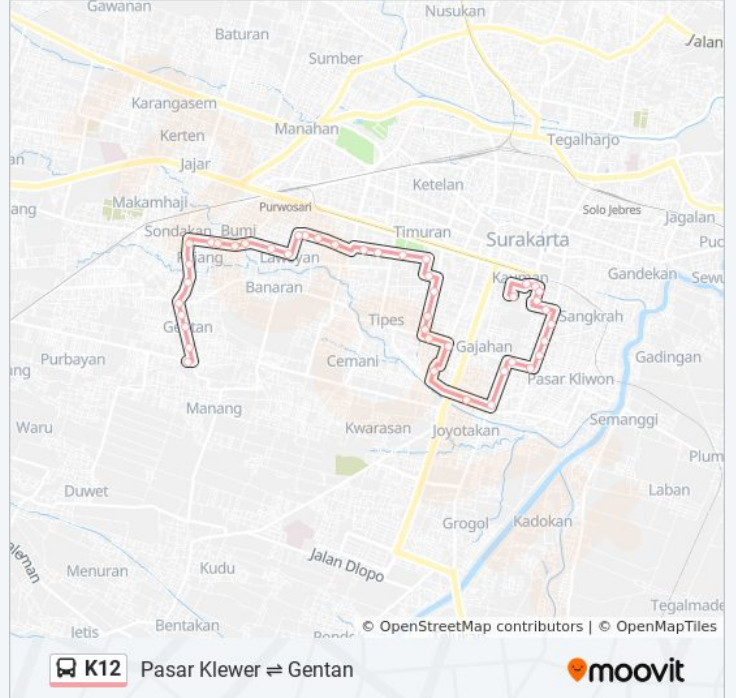 Gawanan
Nusukan
Baturan
Jalan
Sumber
Karangasem
Manahan
Kerten
Tegalharjo
an
Jajar
Ketelan
Makamhaji
Purwosari
Solo Jebres
ang
Jagalan
Sondakan Bumi
Timuran
Surakarta
Puc
Pajang
Laweyan
Kauman
Gandekan
Sewu
Banaran
Gentan
Tipes
Sangkrah
Gajahan
Purbayan
Cemani
Gadingan
ang
Pasar Kliwon
Manang
Semanggi
Waru
Kwarasan
Joyotakan
Plum
Duwet
Laban
Grogol
Kadokan
Jalan Dlopo
Menuran
Kudu
Tegalmade
Bentakan
© OpenStreetMap contributors | © OpenMapTiles
K12 Pasar Klewer ⇌ Gentan
moovit